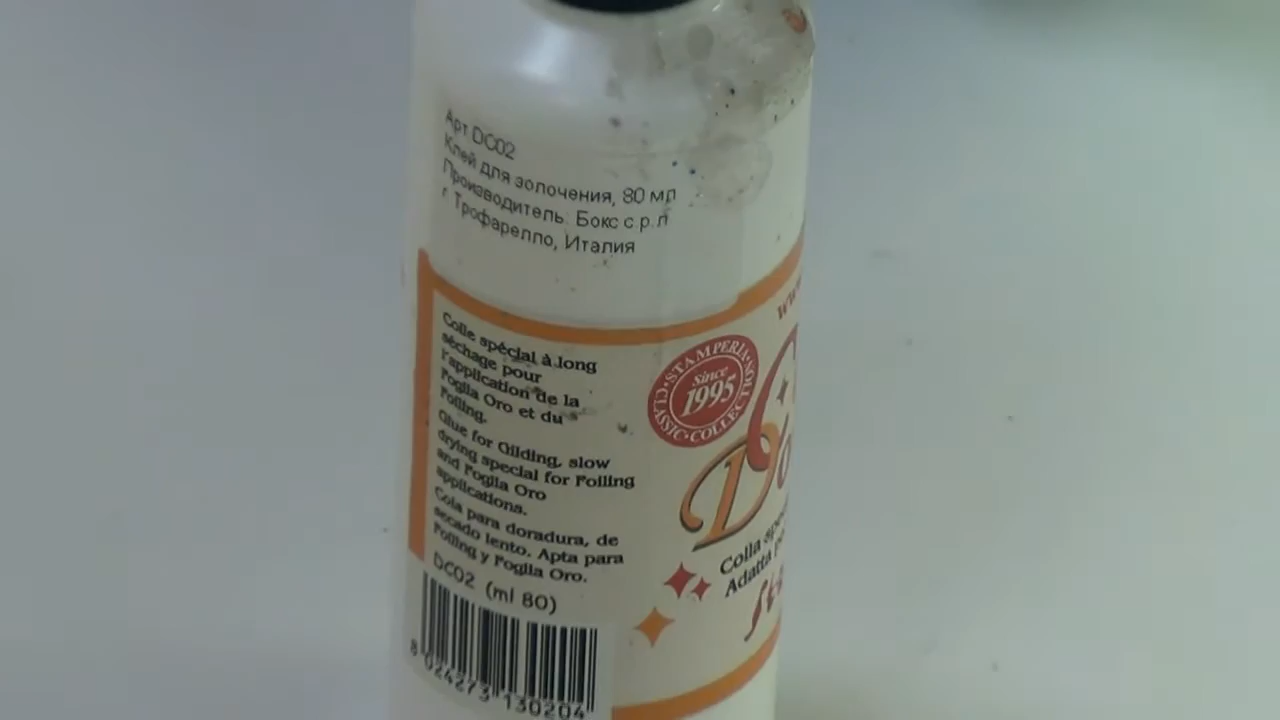 Арт DC02
Клей для золочения, 80 мл
Производитель: Бокс с.р.л
г. Трофарелло, Италия
Colle spécial à long
séchage pour
l'application de la
Foglia Oro et du
Foiling.
Glue for Gilding, slow
drying special for Foiling
and Foglia Oro
applications.
Cola para doradura, de
secado lento. Apta para
Foiling y Foglia Oro.
DC02 (ml 80)
8 024273 130204
STAMPERIA
since
1995
CLASSIC COLLECTION
Colla
Adatta